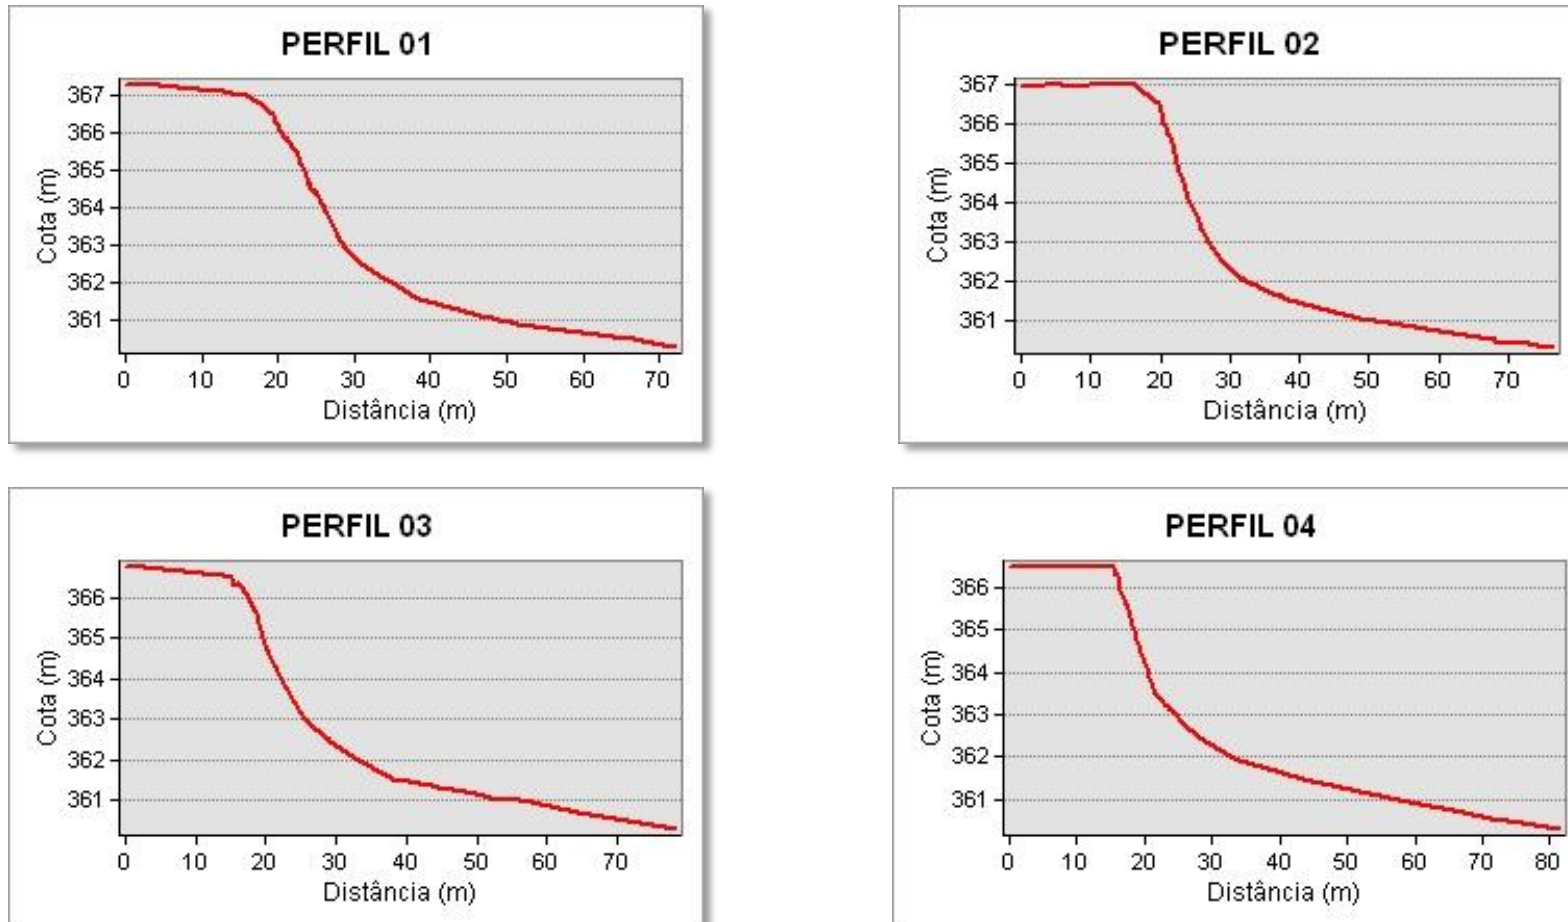 PERFIL 01
367
366
365
364
363
362
361
Cota (m)
0 10 20 30 40 50 60 70
Distância (m)
PERFIL 02
367
366
365
364
363
362
361
Cota (m)
0 10 20 30 40 50 60 70
Distância (m)
PERFIL 03
366
365
364
363
362
361
Cota (m)
0 10 20 30 40 50 60 70
Distância (m)
PERFIL 04
366
365
364
363
362
361
Cota (m)
0 10 20 30 40 50 60 70 80
Distância (m)